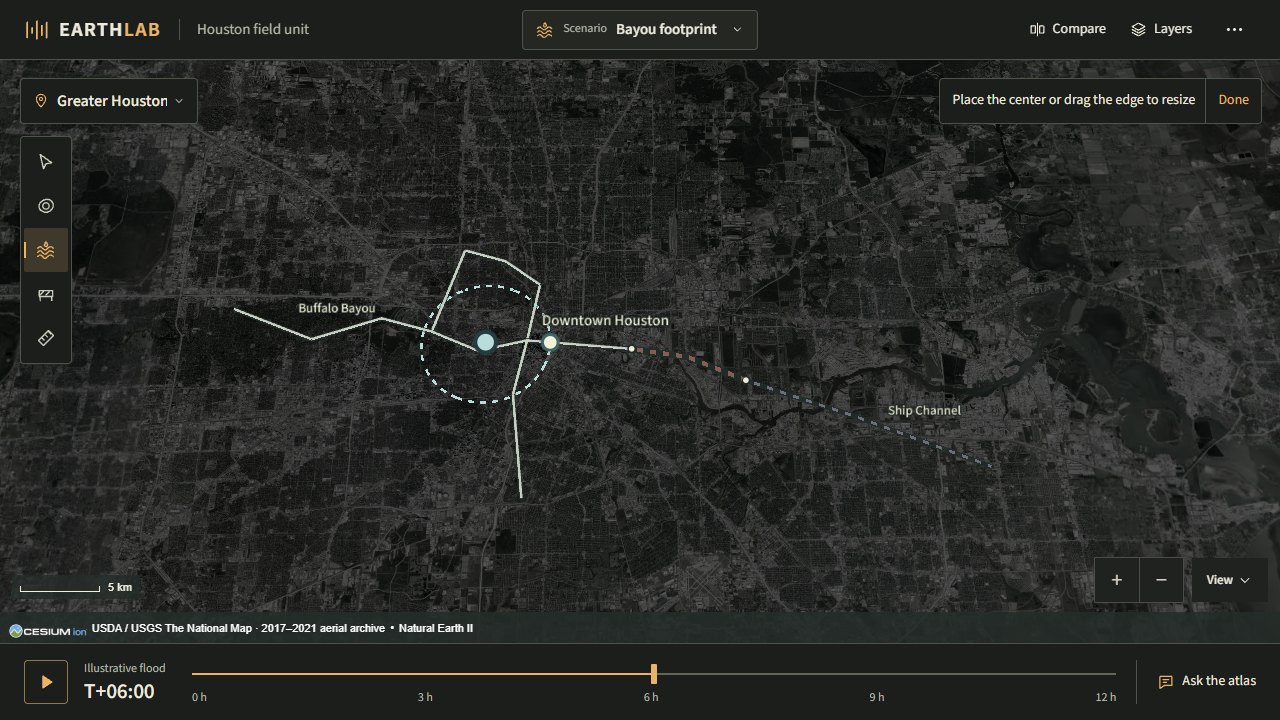 EARTHLAB
Houston field unit
Scenario Bayou footprint
Compare
Layers
Greater Houston
Place the center or drag the edge to resize
Done
Buffalo Bayou
Downtown Houston
Ship Channel
5 km
+
−
View
CESIUM ion USDA / USGS The National Map · 2017–2021 aerial archive • Natural Earth II
Illustrative flood
T+06:00
0 h
3 h
6 h
9 h
12 h
Ask the atlas